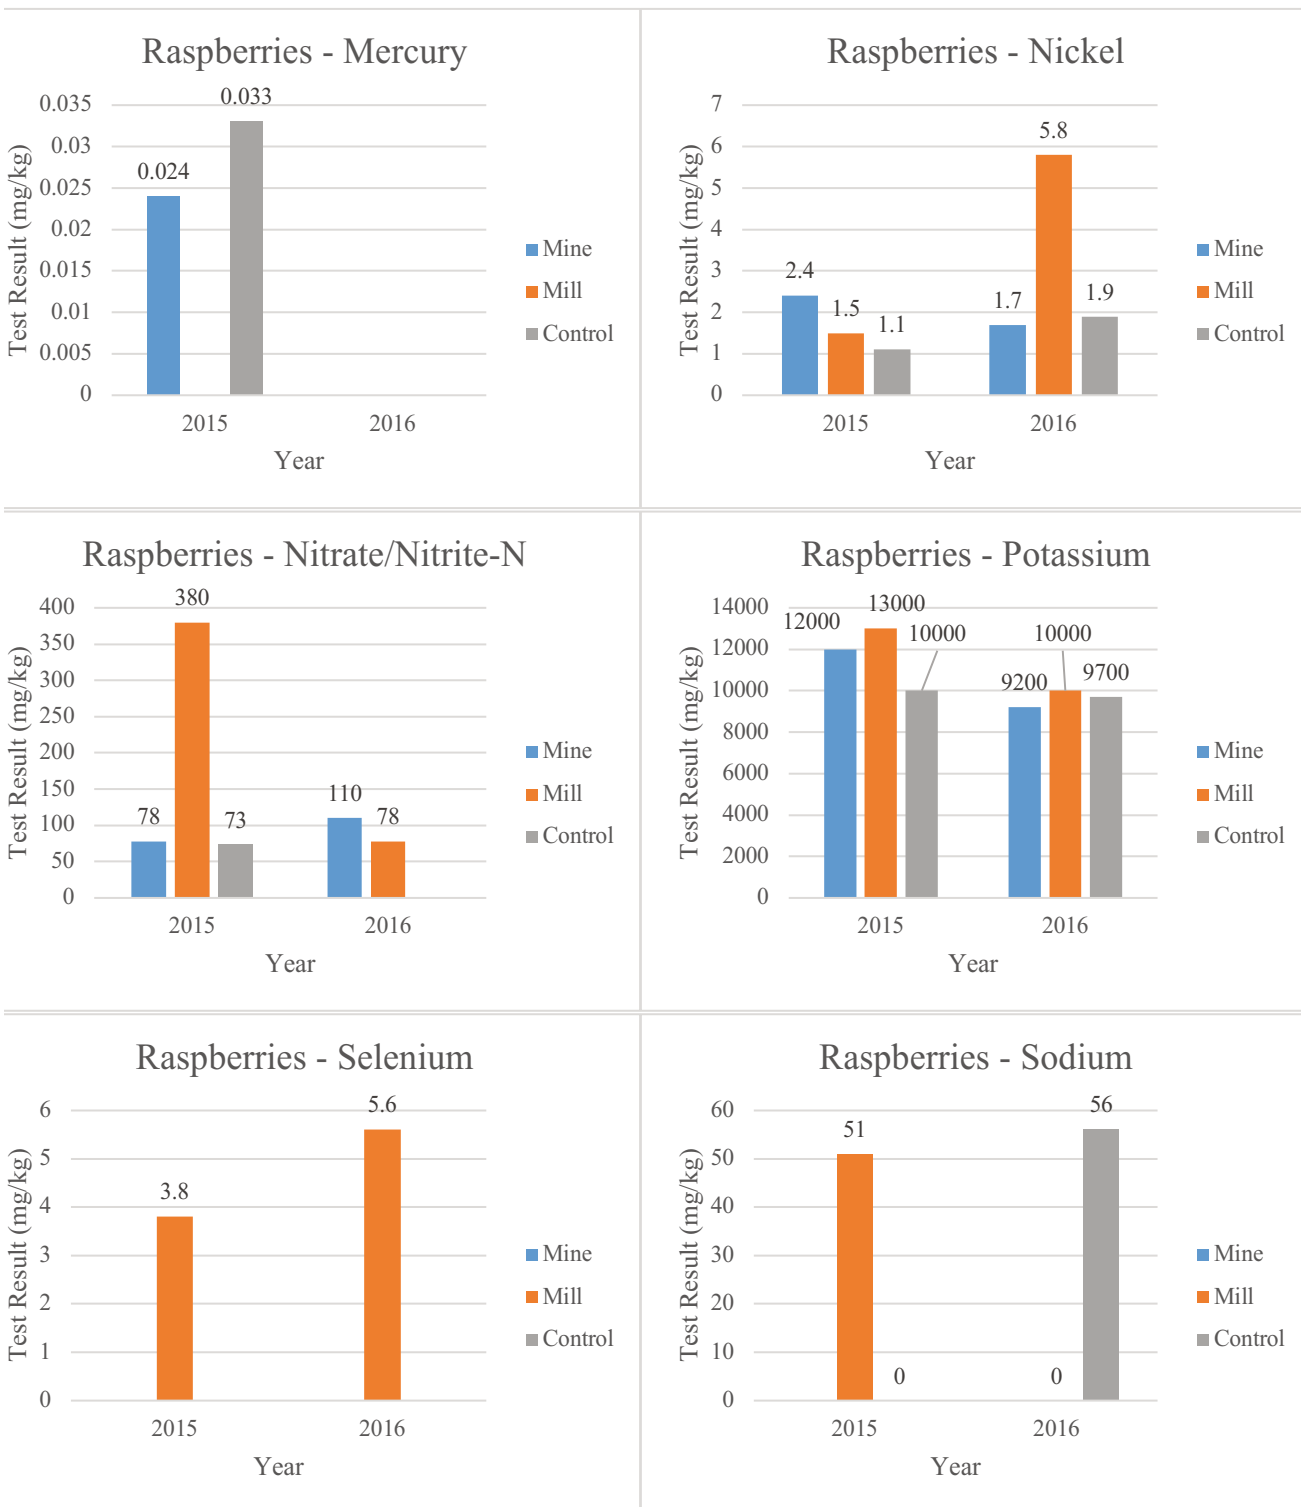 Raspberries - Mercury
Test Result (mg/kg)
0.035
0.03
0.025
0.02
0.015
0.01
0.005
0
0.024
0.033
2015
2016
Year
Mine
Mill
Control
Raspberries - Nickel
Test Result (mg/kg)
7
6
5
4
3
2
1
0
2.4
1.5
1.1
1.7
5.8
1.9
2015
2016
Year
Mine
Mill
Control
Raspberries - Nitrate/Nitrite-N
Test Result (mg/kg)
400
350
300
250
200
150
100
50
0
78
380
73
110
78
2015
2016
Year
Mine
Mill
Control
Raspberries - Potassium
Test Result (mg/kg)
14000
12000
10000
8000
6000
4000
2000
0
12000
13000
10000
9200
10000
9700
2015
2016
Year
Mine
Mill
Control
Raspberries - Selenium
Test Result (mg/kg)
6
5
4
3
2
1
0
3.8
5.6
2015
2016
Year
Mine
Mill
Control
Raspberries - Sodium
Test Result (mg/kg)
60
50
40
30
20
10
0
51
0
0
56
2015
2016
Year
Mine
Mill
Control